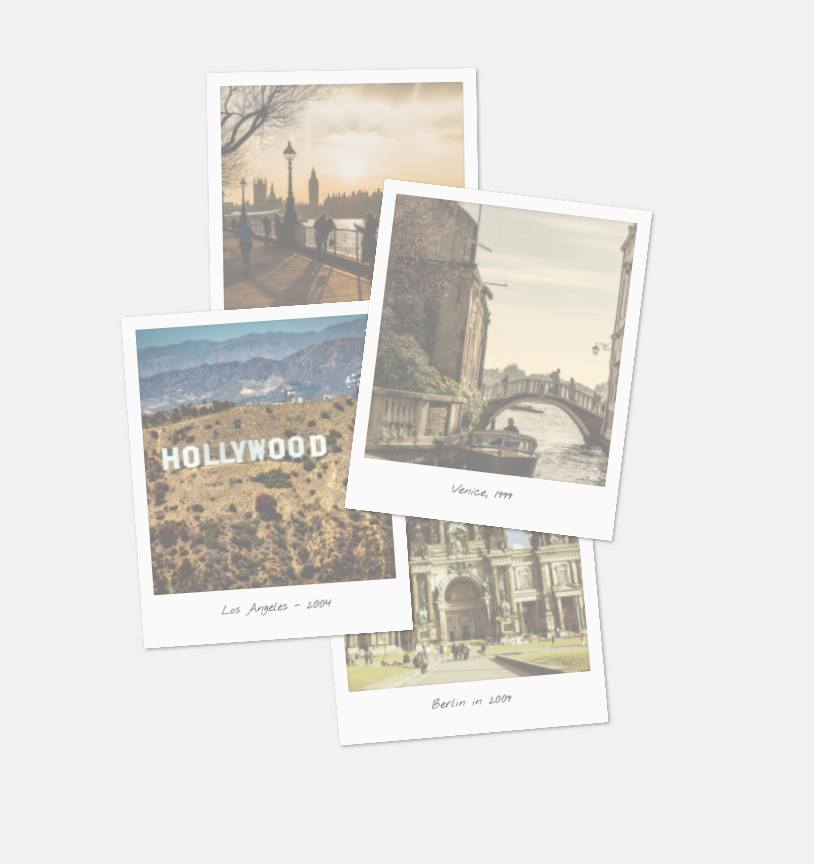 HOLLYWOOD
Venice, 1999
Los Angeles - 2004
Berlin in 2009